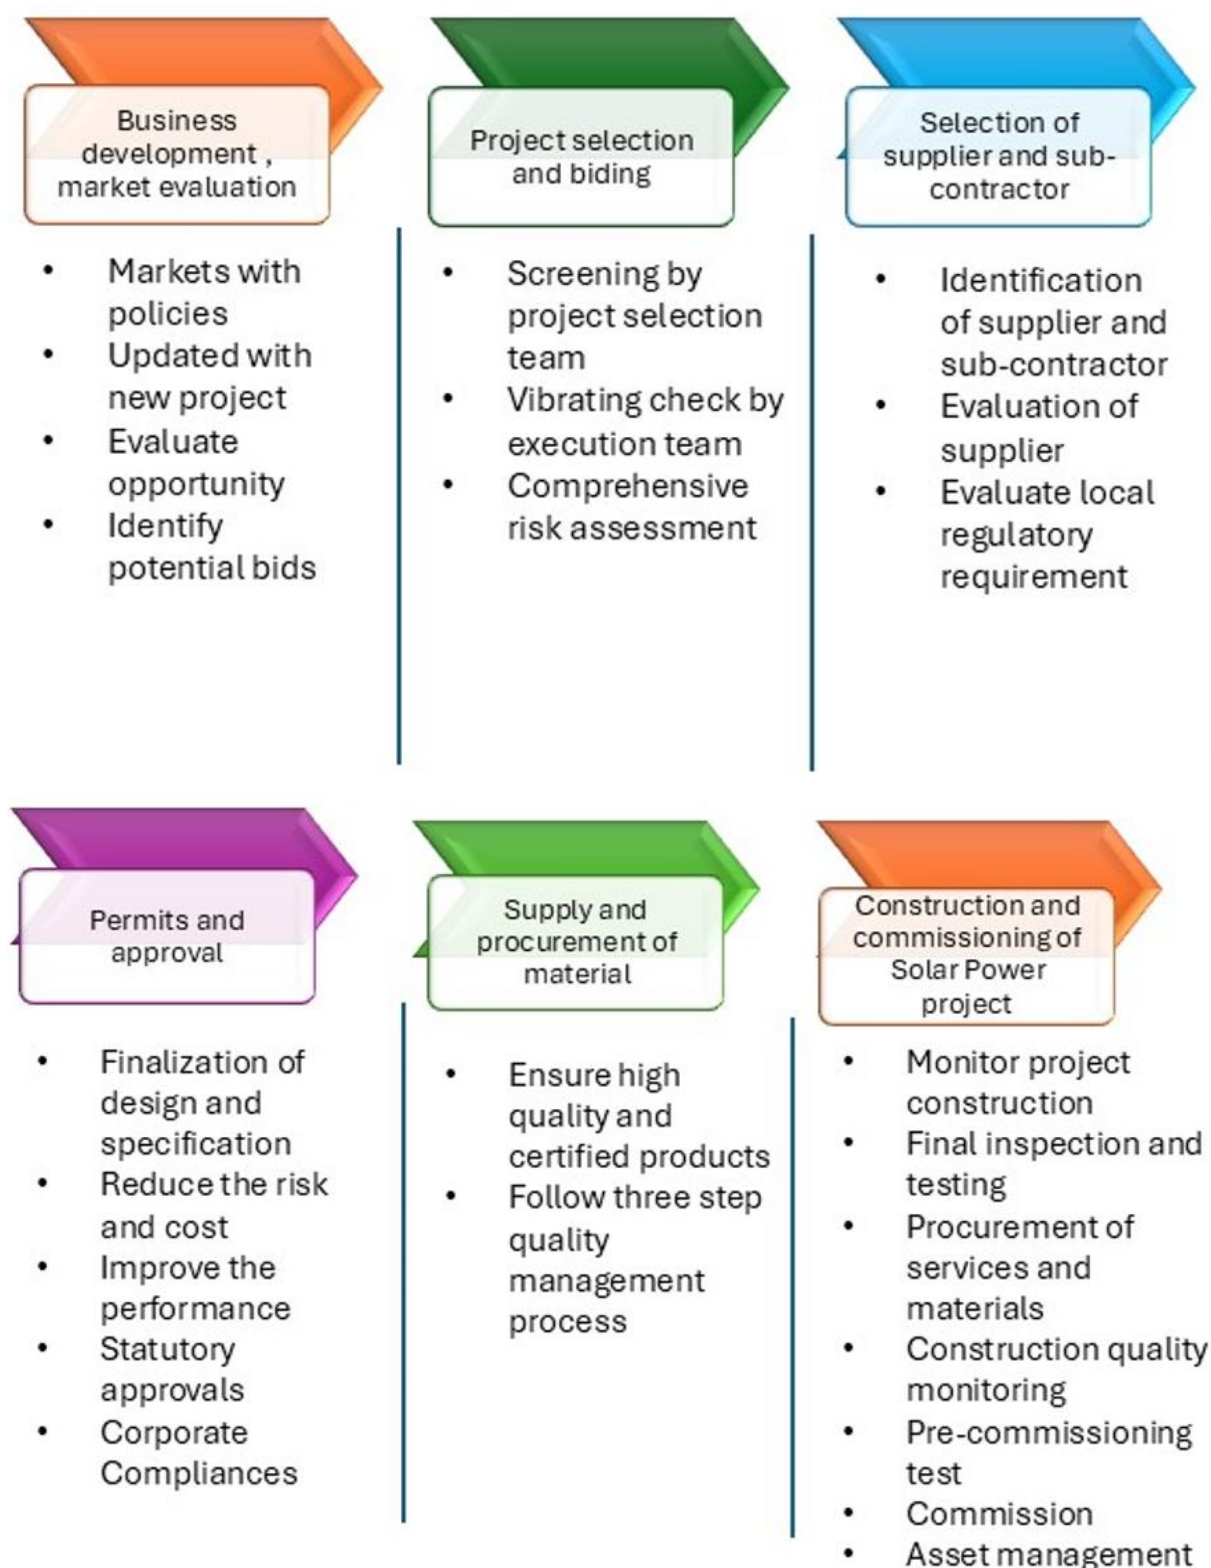 Business
development ,
market evaluation
• Markets with
policies
• Updated with
new project
• Evaluate
opportunity
• Identify
potential bids
Project selection
and biding
• Screening by
project selection
team
• Vibrating check by
execution team
• Comprehensive
risk assessment
Selection of
supplier and sub-
contractor
• Identification
of supplier and
sub-contractor
• Evaluation of
supplier
• Evaluate local
regulatory
requirement
Permits and
approval
• Finalization of
design and
specification
• Reduce the risk
and cost
• Improve the
performance
• Statutory
approvals
• Corporate
Compliances
Supply and
procurement of
material
• Ensure high
quality and
certified products
• Follow three step
quality
management
process
Construction and
commissioning of
Solar Power
project
• Monitor project
construction
• Final inspection and
testing
• Procurement of
services and
materials
• Construction quality
monitoring
• Pre-commissioning
test
• Commission
• Asset management